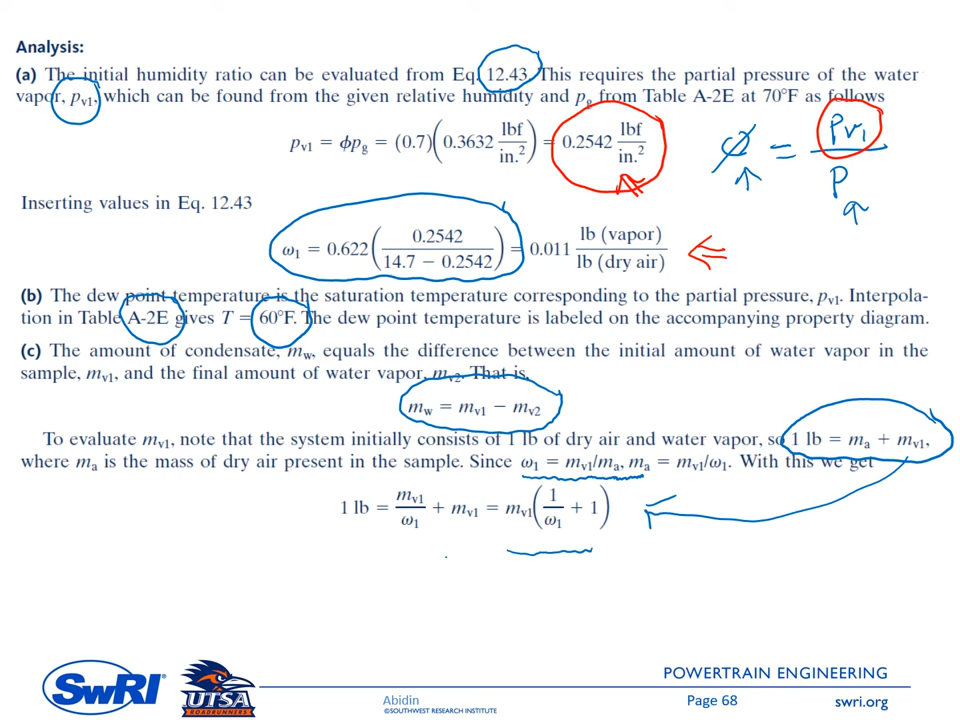 Analysis:
(a) The initial humidity ratio can be evaluated from Eq. 12.43. This requires the partial pressure of the water
vapor, pv1, which can be found from the given relative humidity and pg from Table A-2E at 70°F as follows
pv1 = ϕpg = (0.7)(0.3632 lbf/in.²) = 0.2542 lbf/in.²
ϕ = pv1/p
Inserting values in Eq. 12.43
ω1 = 0.622 (0.2542/(14.7 − 0.2542)) = 0.011 lb (vapor)/lb (dry air)
(b) The dew point temperature is the saturation temperature corresponding to the partial pressure, pv1. Interpola-
tion in Table A-2E gives T = 60°F. The dew point temperature is labeled on the accompanying property diagram.
(c) The amount of condensate, mw, equals the difference between the initial amount of water vapor in the
sample, mv1, and the final amount of water vapor, mv2. That is,
mw = mv1 − mv2
To evaluate mv1, note that the system initially consists of 1 lb of dry air and water vapor, so 1 lb = ma + mv1,
where ma is the mass of dry air present in the sample. Since ω1 = mv1/ma, ma = mv1/ω1. With this we get
1 lb = mv1/ω1 + mv1 = mv1(1/ω1 + 1)
SwRI
UTSA
ROADRUNNERS
POWERTRAIN ENGINEERING
Abidin
©SOUTHWEST RESEARCH INSTITUTE
Page 68
swri.org